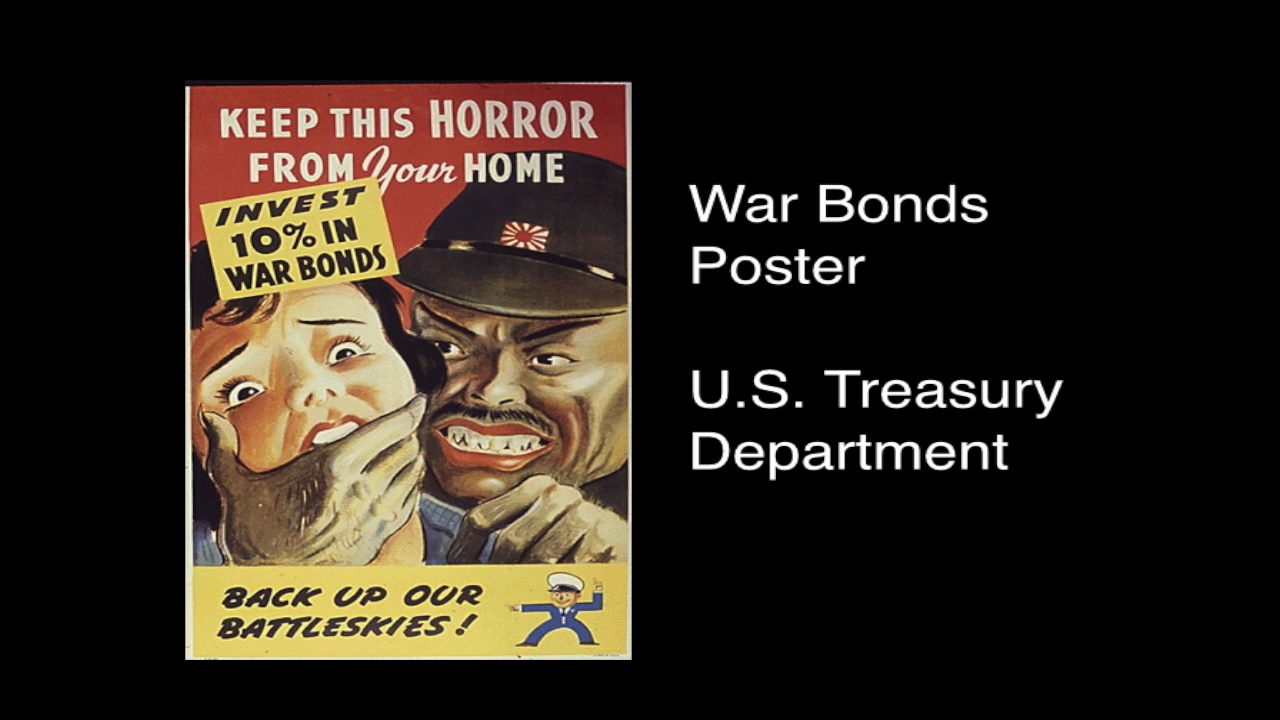 KEEP THIS HORROR
FROM Your HOME
INVEST
10% IN
WAR BONDS
BACK UP OUR
BATTLESKIES!
War Bonds
Poster
U.S. Treasury
Department